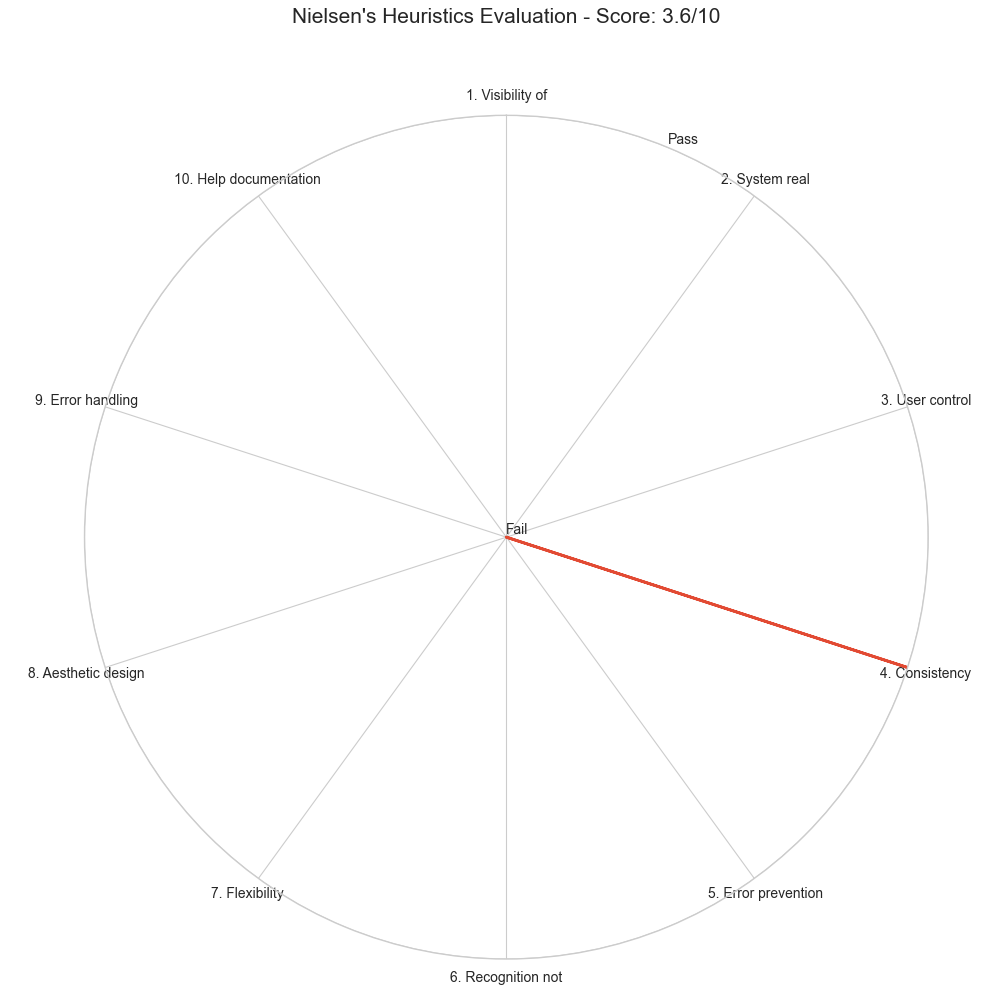 Nielsen's Heuristics Evaluation - Score: 3.6/10
1. Visibility of
Pass
2. System real
3. User control
4. Consistency
5. Error prevention
6. Recognition not
7. Flexibility
8. Aesthetic design
9. Error handling
10. Help documentation
Fail